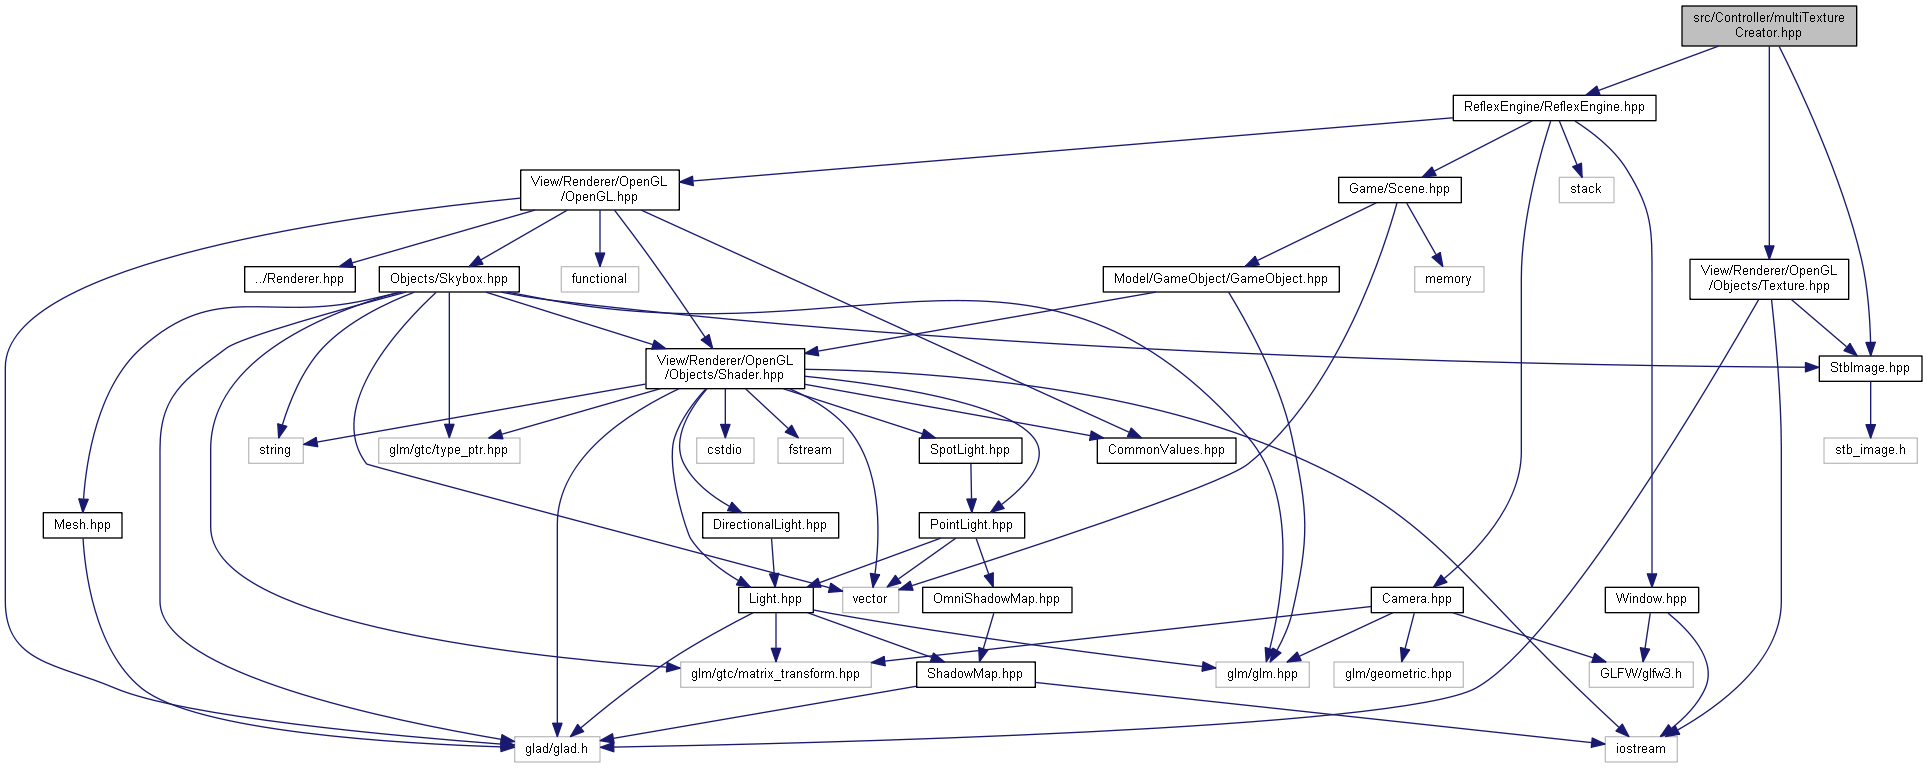 src/Controller/multiTexture
Creator.hpp
ReflexEngine/ReflexEngine.hpp
View/Renderer/OpenGL
/OpenGL.hpp
Game/Scene.hpp
stack
../Renderer.hpp
Objects/Skybox.hpp
functional
Model/GameObject/GameObject.hpp
memory
View/Renderer/OpenGL
/Objects/Texture.hpp
View/Renderer/OpenGL
/Objects/Shader.hpp
StbImage.hpp
string
glm/gtc/type_ptr.hpp
cstdio
fstream
SpotLight.hpp
CommonValues.hpp
stb_image.h
Mesh.hpp
DirectionalLight.hpp
PointLight.hpp
Light.hpp
vector
OmniShadowMap.hpp
Camera.hpp
Window.hpp
glm/gtc/matrix_transform.hpp
ShadowMap.hpp
glm/glm.hpp
glm/geometric.hpp
GLFW/glfw3.h
glad/glad.h
iostream